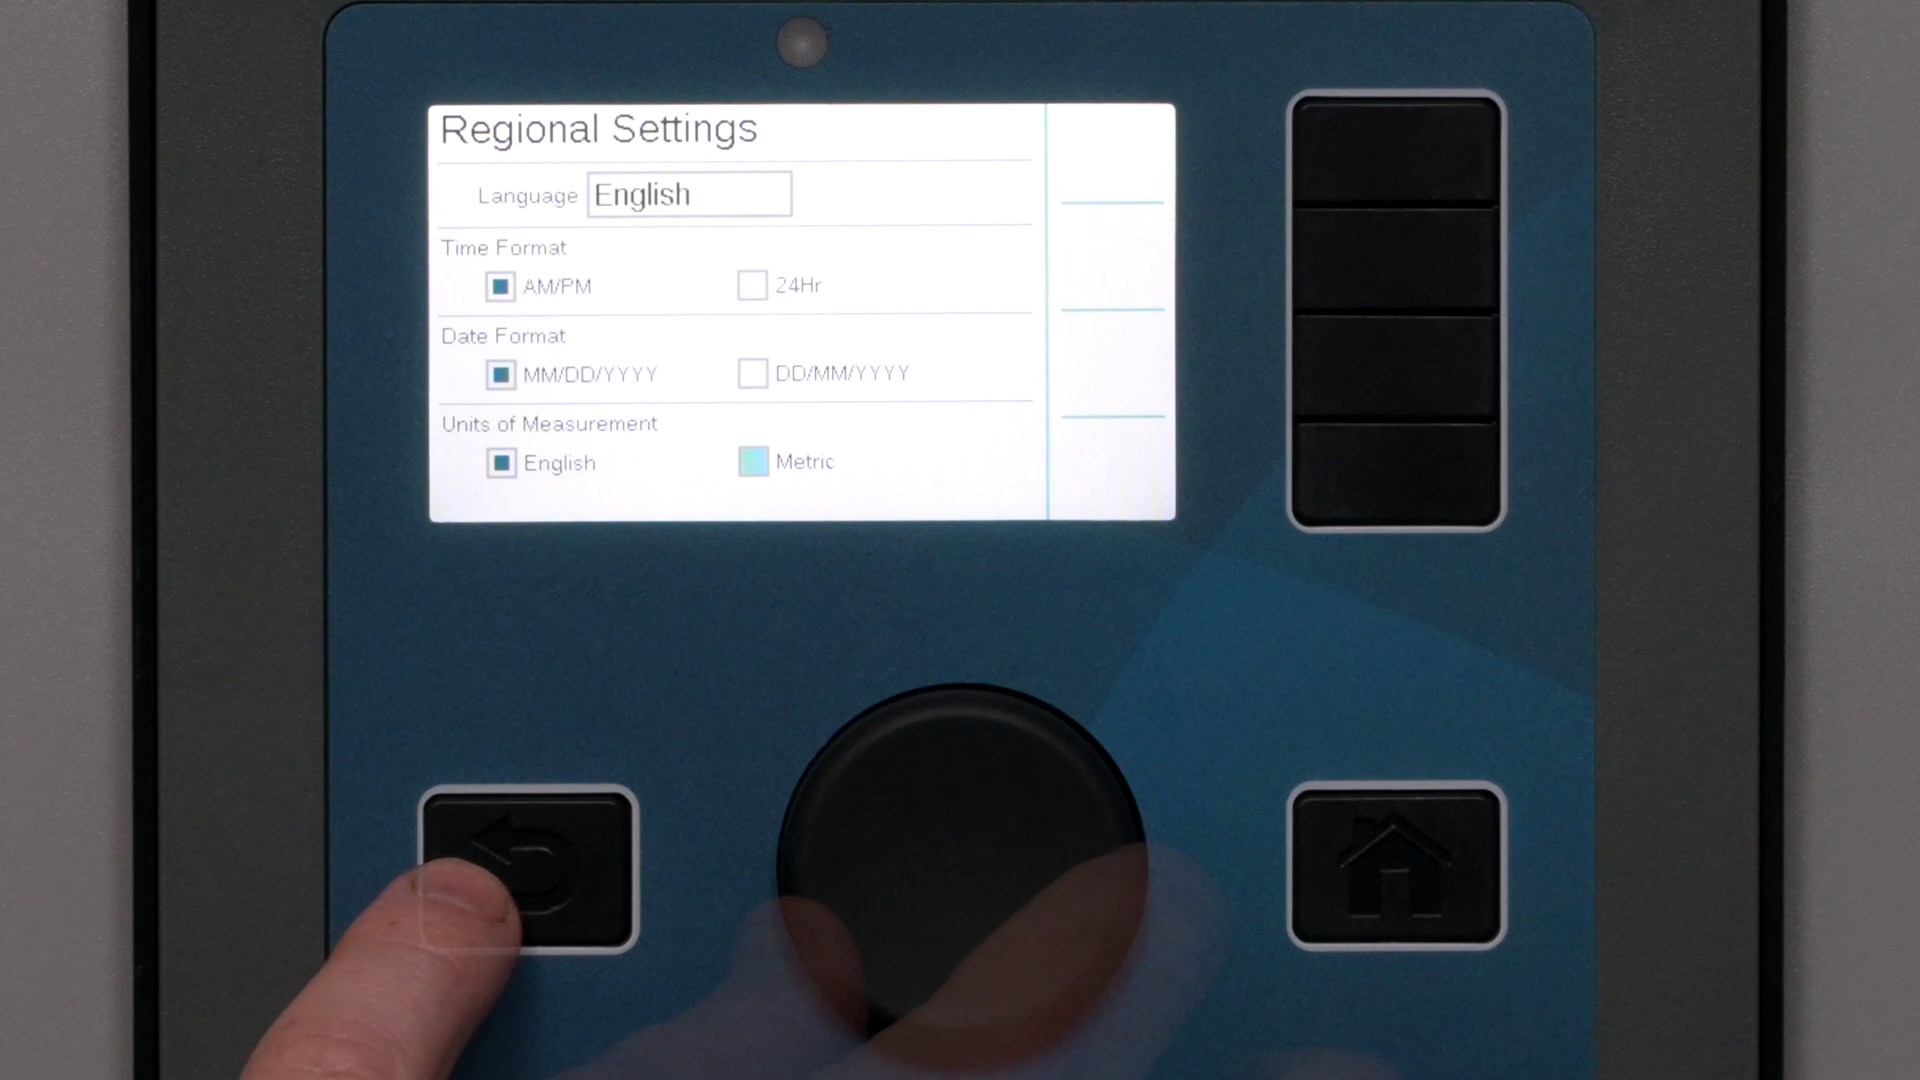 Regional Settings
Language English
Time Format
AM/PM 24Hr
Date Format
MM/DD/YYYY DD/MM/YYYY
Units of Measurement
English Metric